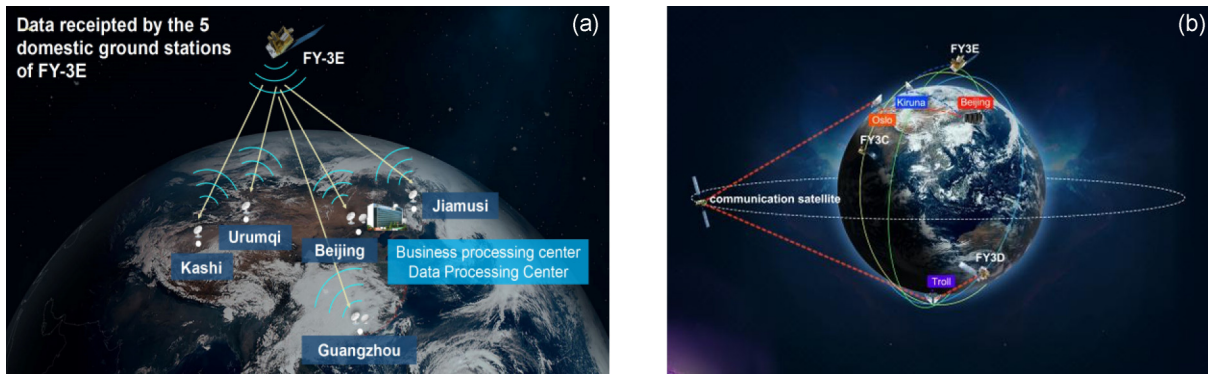 Data receipted by the 5
domestic ground stations
of FY-3E
(a)
FY-3E
Jiamusi
Urumqi
Beijing
Business processing center
Data Processing Center
Kashi
Guangzhou
(b)
FY3E
Kiruna
Beijing
Oslo
FY3C
communication satellite
FY3D
Troll